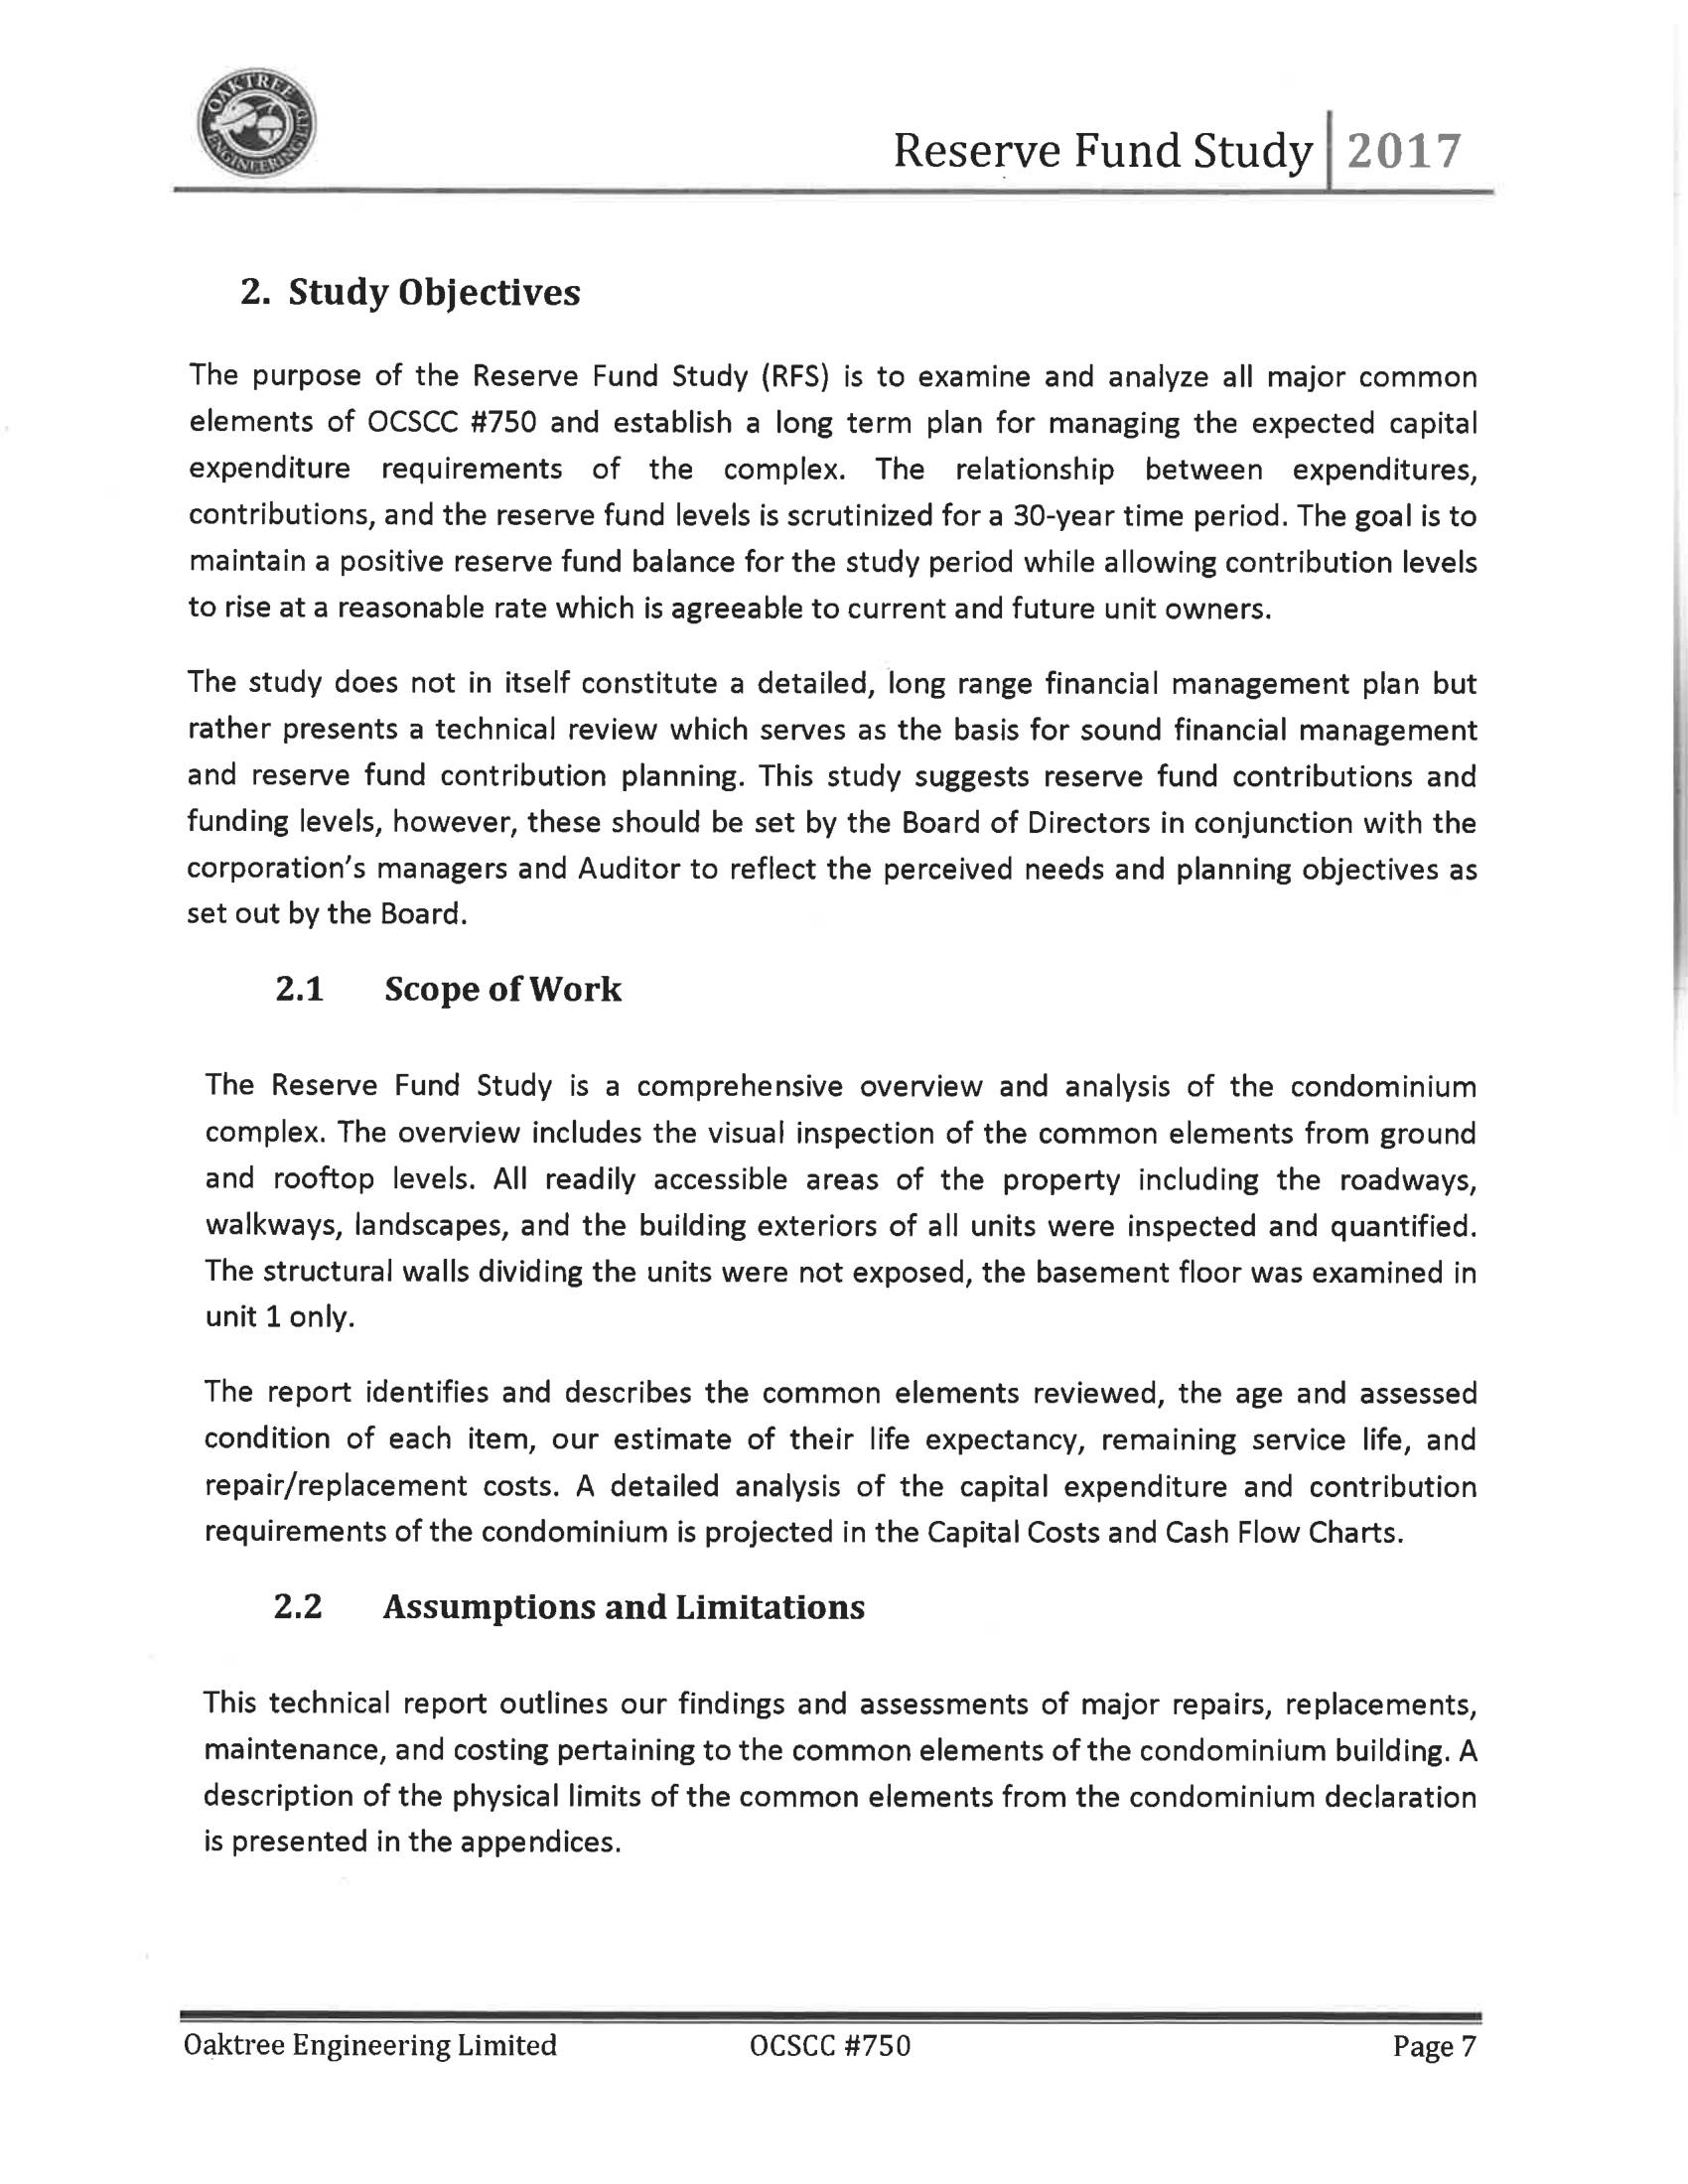 OAKTREE
ENGINEERING LTD
Reserve Fund Study 2017
2. Study Objectives
The purpose of the Reserve Fund Study (RFS) is to examine and analyze all major common
elements of OCSCC #750 and establish a long term plan for managing the expected capital
expenditure requirements of the complex. The relationship between expenditures,
contributions, and the reserve fund levels is scrutinized for a 30-year time period. The goal is to
maintain a positive reserve fund balance for the study period while allowing contribution levels
to rise at a reasonable rate which is agreeable to current and future unit owners.
The study does not in itself constitute a detailed, long range financial management plan but
rather presents a technical review which serves as the basis for sound financial management
and reserve fund contribution planning. This study suggests reserve fund contributions and
funding levels, however, these should be set by the Board of Directors in conjunction with the
corporation's managers and Auditor to reflect the perceived needs and planning objectives as
set out by the Board.
2.1 Scope of Work
The Reserve Fund Study is a comprehensive overview and analysis of the condominium
complex. The overview includes the visual inspection of the common elements from ground
and rooftop levels. All readily accessible areas of the property including the roadways,
walkways, landscapes, and the building exteriors of all units were inspected and quantified.
The structural walls dividing the units were not exposed, the basement floor was examined in
unit 1 only.
The report identifies and describes the common elements reviewed, the age and assessed
condition of each item, our estimate of their life expectancy, remaining service life, and
repair/replacement costs. A detailed analysis of the capital expenditure and contribution
requirements of the condominium is projected in the Capital Costs and Cash Flow Charts.
2.2 Assumptions and Limitations
This technical report outlines our findings and assessments of major repairs, replacements,
maintenance, and costing pertaining to the common elements of the condominium building. A
description of the physical limits of the common elements from the condominium declaration
is presented in the appendices.
Oaktree Engineering Limited OCSCC #750 Page 7